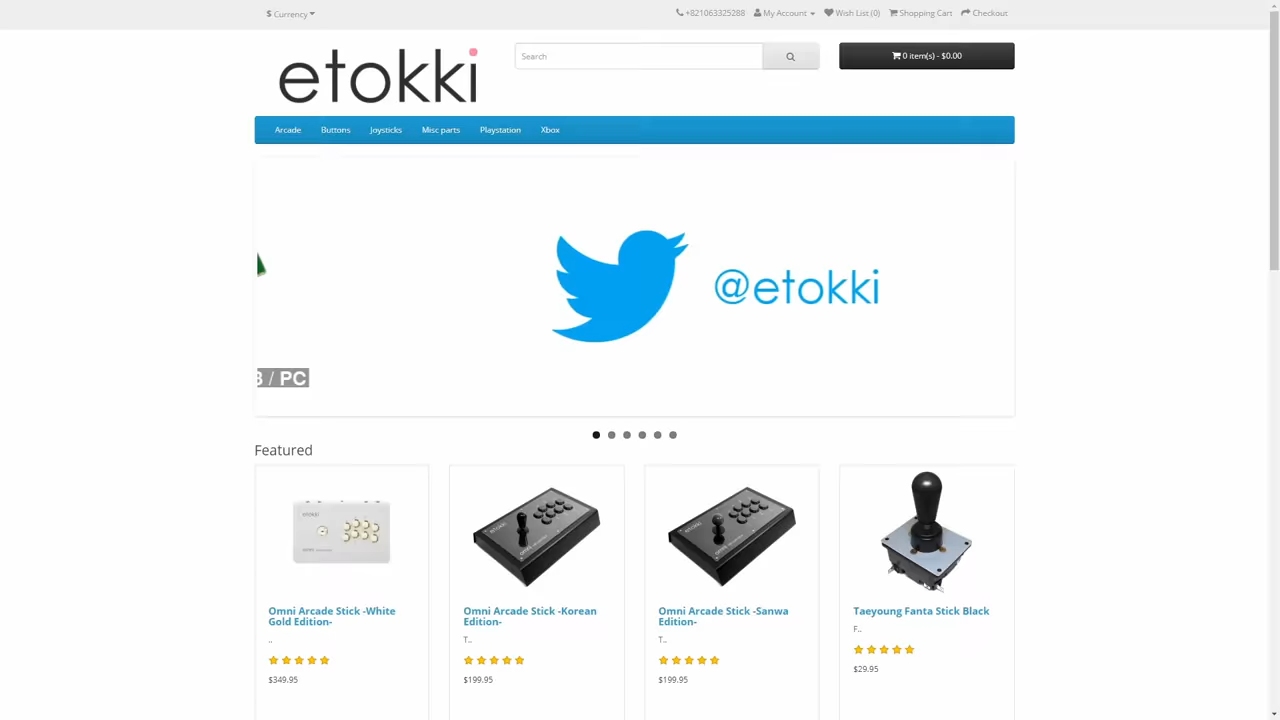 $ Currency
+821063325288 My Account Wish List (0) Shopping Cart Checkout
etokki
Search
0 item(s) - $0.00
Arcade Buttons Joysticks Misc parts Playstation Xbox
@etokki
/ PC
Featured
etokki
omni
Omni Arcade Stick -White Gold Edition-
..
$349.95
Omni Arcade Stick -Korean Edition-
T..
$199.95
Omni Arcade Stick -Sanwa Edition-
T..
$199.95
Taeyoung Fanta Stick Black
F..
$29.95